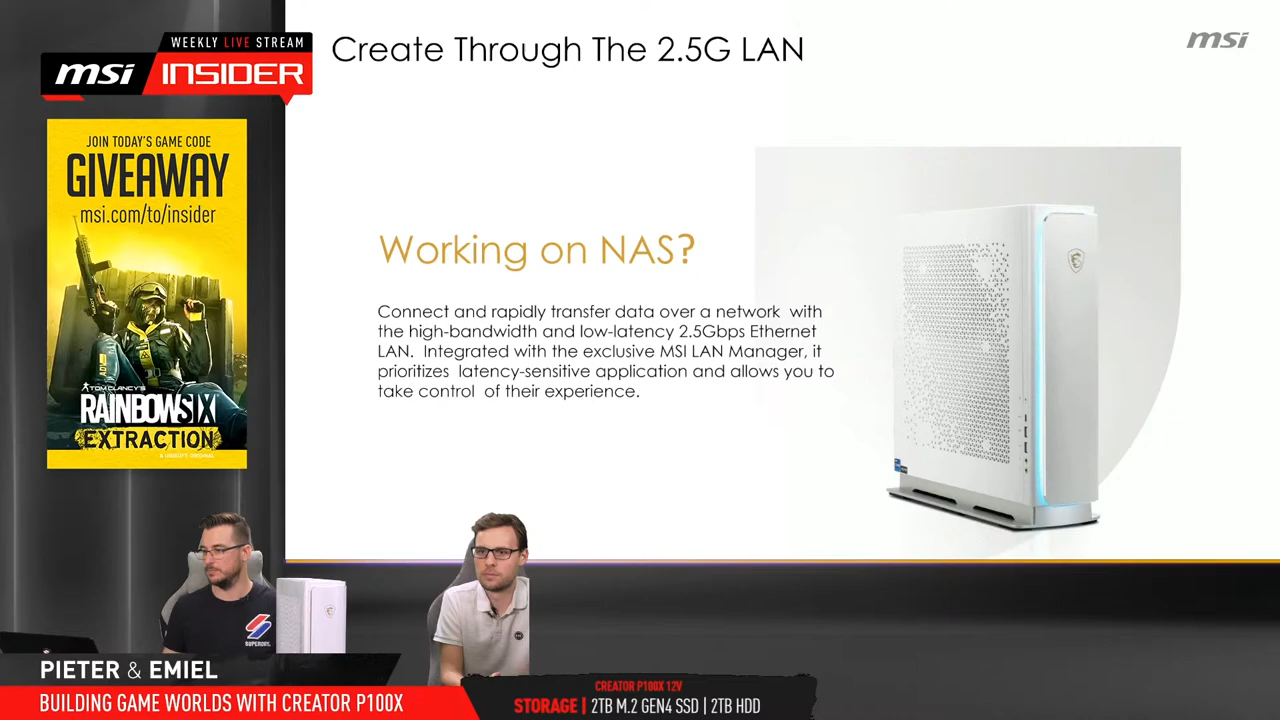 WEEKLY LIVE STREAM
msi INSIDER
JOIN TODAY'S GAME CODE
GIVEAWAY
msi.com/to/insider
TOM CLANCY'S
RAINBOWSIX
EXTRACTION
A UBISOFT ORIGINAL
Create Through The 2.5G LAN
msi
Working on NAS?
Connect and rapidly transfer data over a network with
the high-bandwidth and low-latency 2.5Gbps Ethernet
LAN. Integrated with the exclusive MSI LAN Manager, it
prioritizes latency-sensitive application and allows you to
take control of their experience.
SUPERDRY.
PIETER & EMIEL
BUILDING GAME WORLDS WITH CREATOR P100X
CREATOR P100X 12V
STORAGE | 2TB M.2 GEN4 SSD | 2TB HDD